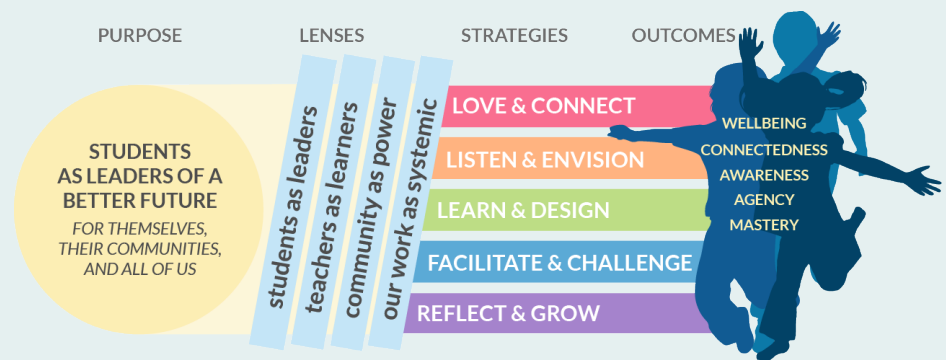 PURPOSE
LENSES
STRATEGIES
OUTCOMES
STUDENTS
AS LEADERS OF A
BETTER FUTURE
FOR THEMSELVES,
THEIR COMMUNITIES,
AND ALL OF US
students as leaders
teachers as learners
community as power
our work as systemic
LOVE & CONNECT
LISTEN & ENVISION
LEARN & DESIGN
FACILITATE & CHALLENGE
REFLECT & GROW
WELLBEING
CONNECTEDNESS
AWARENESS
AGENCY
MASTERY